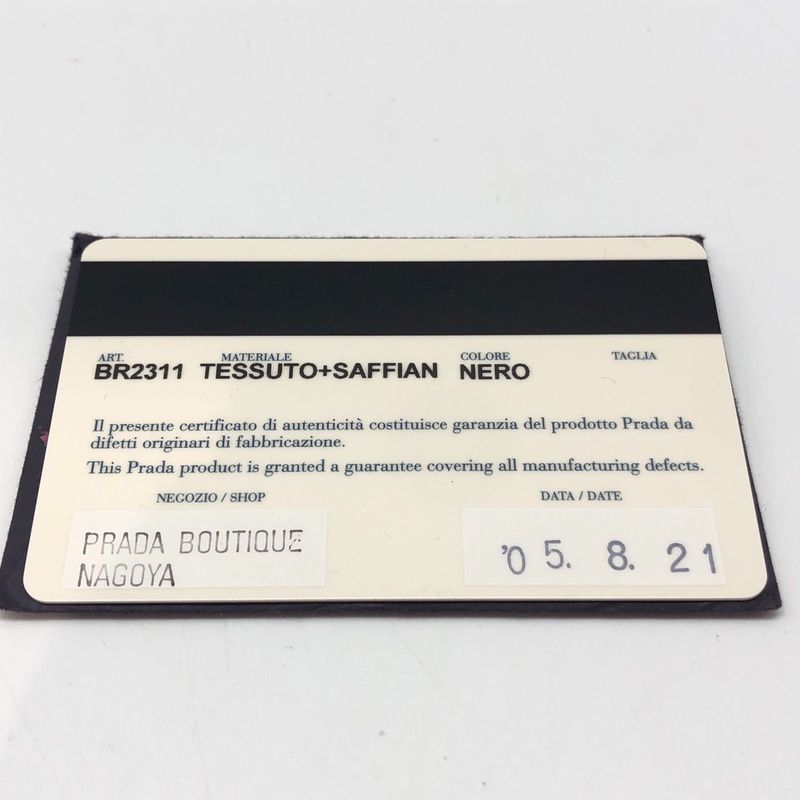 ART. MATERIALE COLORE TAGLIA
BR2311 TESSUTO+SAFFIAN NERO
Il presente certificato di autenticità costituisce garanzia del prodotto Prada da
difetti originari di fabbricazione.
This Prada product is granted a guarantee covering all manufacturing defects.
NEGOZIO / SHOP DATA / DATE
PRADA BOUTIQUE
NAGOYA
'05. 8. 21